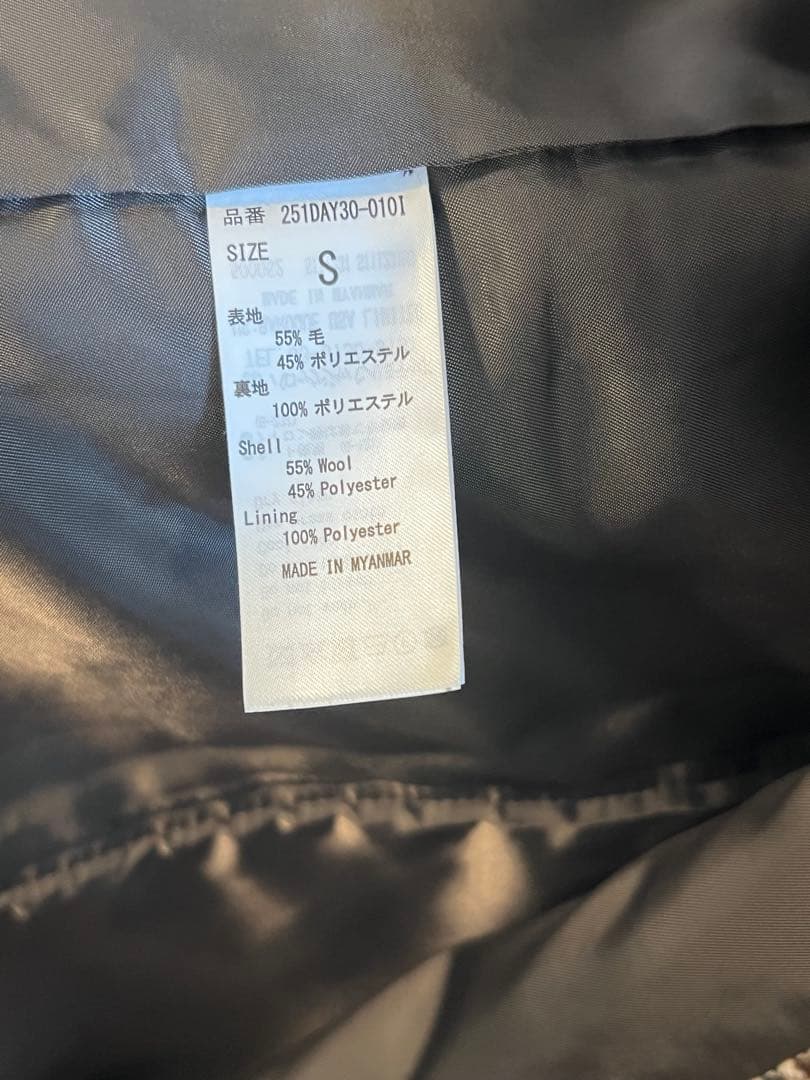 品番 251DAY30-010I
SIZE
S
表地
55% 毛
45% ポリエステル
裏地
100% ポリエステル
Shell
55% Wool
45% Polyester
Lining
100% Polyester
MADE IN MYANMAR